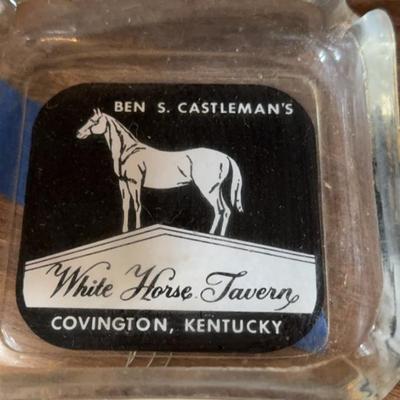 BEN S. CASTLEMAN'S
White Horse Tavern
COVINGTON, KENTUCKY